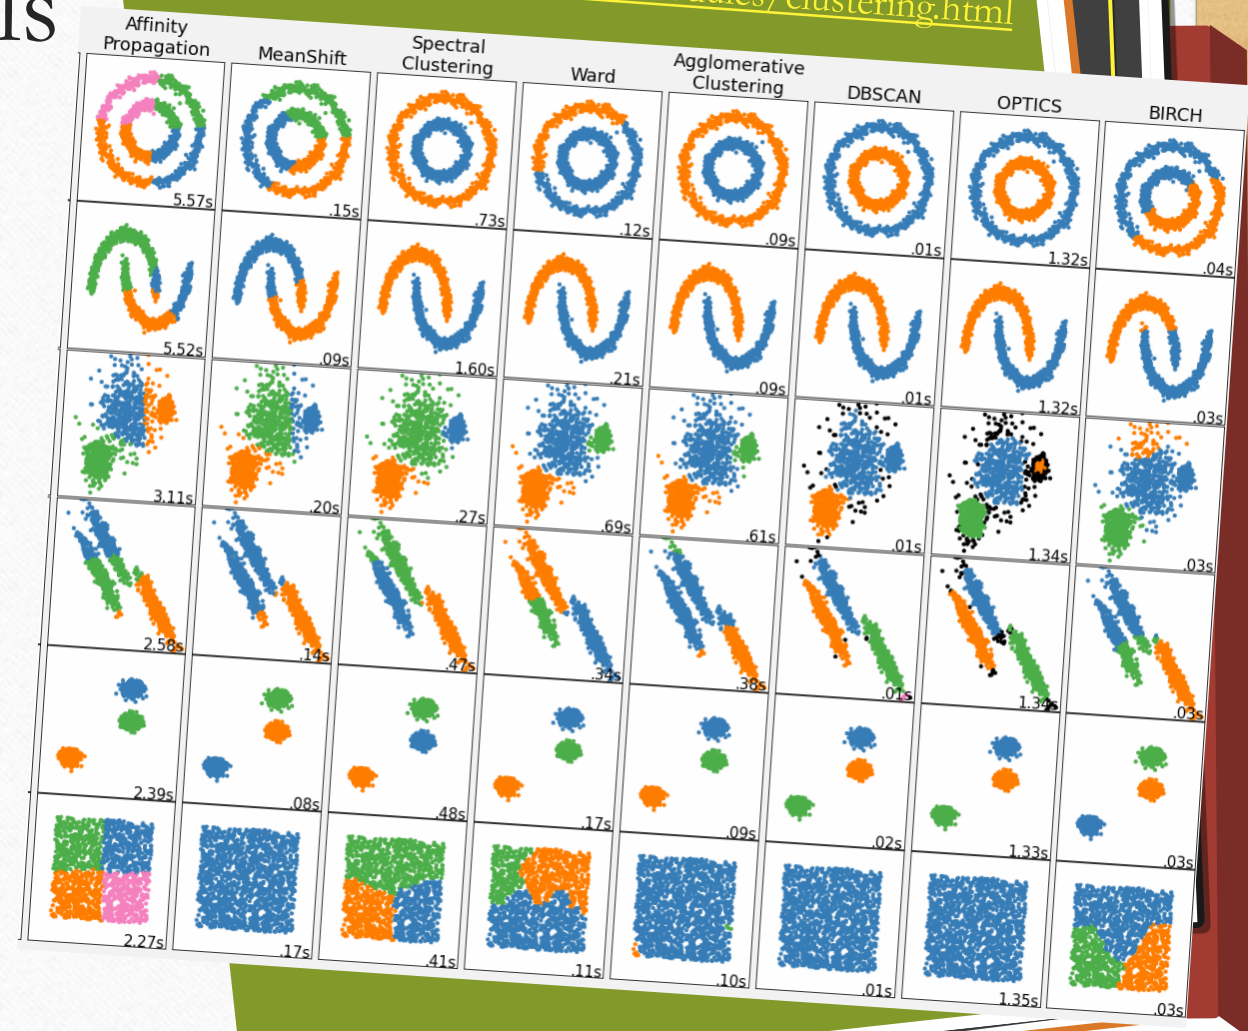 clustering.html
Affinity
Propagation
MeanShift
Spectral
Clustering
Ward
Agglomerative
Clustering
DBSCAN
OPTICS
BIRCH
5.57s
.15s
.73s
.12s
.09s
.01s
1.32s
.04s
5.52s
.09s
1.60s
.21s
.09s
.01s
1.32s
.03s
3.11s
.20s
.27s
.69s
.61s
.01s
1.34s
.03s
2.58s
.14s
.47s
.34s
.38s
.01s
1.34s
.03s
2.39s
.08s
.48s
.17s
.09s
.02s
1.33s
.03s
2.27s
.17s
.41s
.11s
.10s
.01s
1.35s
.03s